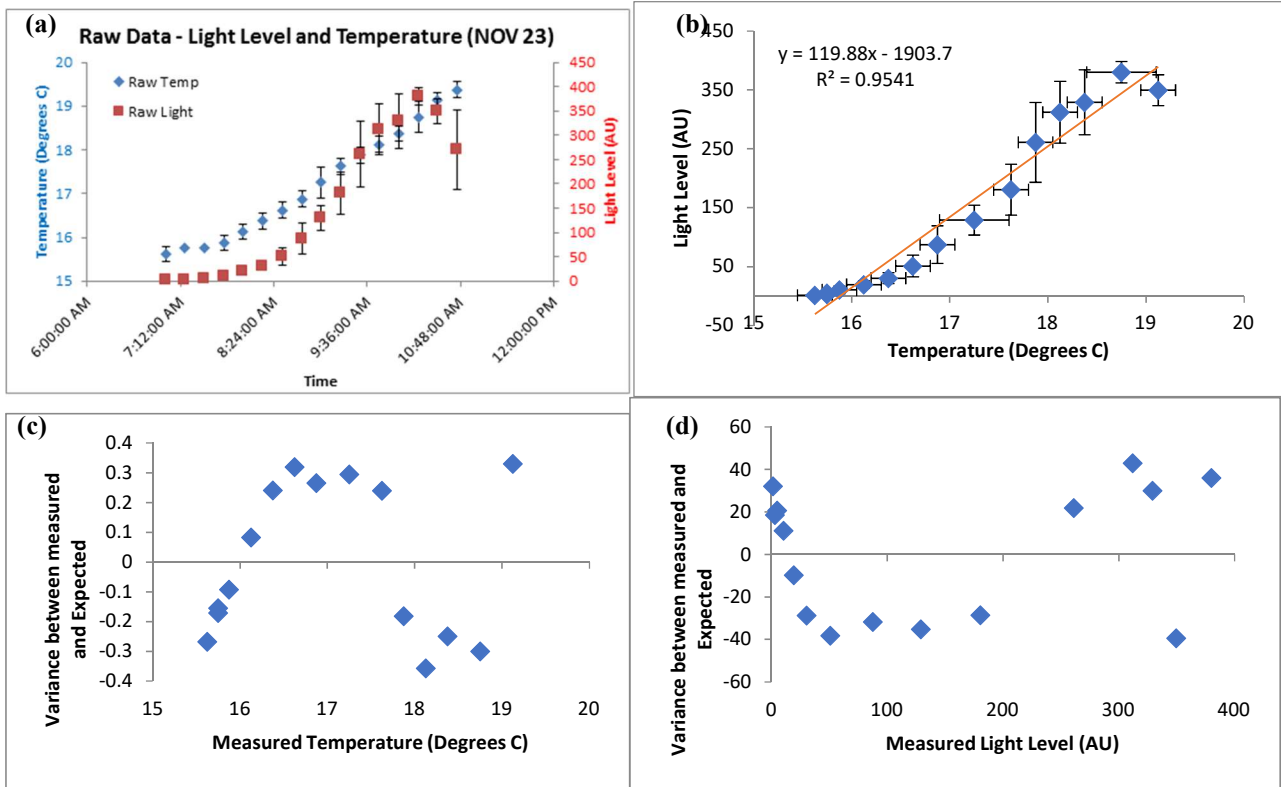 (a)
Raw Data - Light Level and Temperature (NOV 23)
Raw Temp
Raw Light
Temperature (Degrees C)
20
19
18
17
16
15
Light Level (AU)
450
400
350
300
250
200
150
100
50
0
6:00:00 AM
7:12:00 AM
8:24:00 AM
9:36:00 AM
10:48:00 AM
12:00:00 PM
Time
(b)
y = 119.88x - 1903.7
R² = 0.9541
Light Level (AU)
450
350
250
150
50
-50
15
16
17
18
19
20
Temperature (Degrees C)
(c)
Variance between measured
and Expected
0.4
0.3
0.2
0.1
0
-0.1
-0.2
-0.3
-0.4
15
16
17
18
19
20
Measured Temperature (Degrees C)
(d)
Variance between measured and
Expected
60
40
20
0
-20
-40
-60
0
100
200
300
400
Measured Light Level (AU)